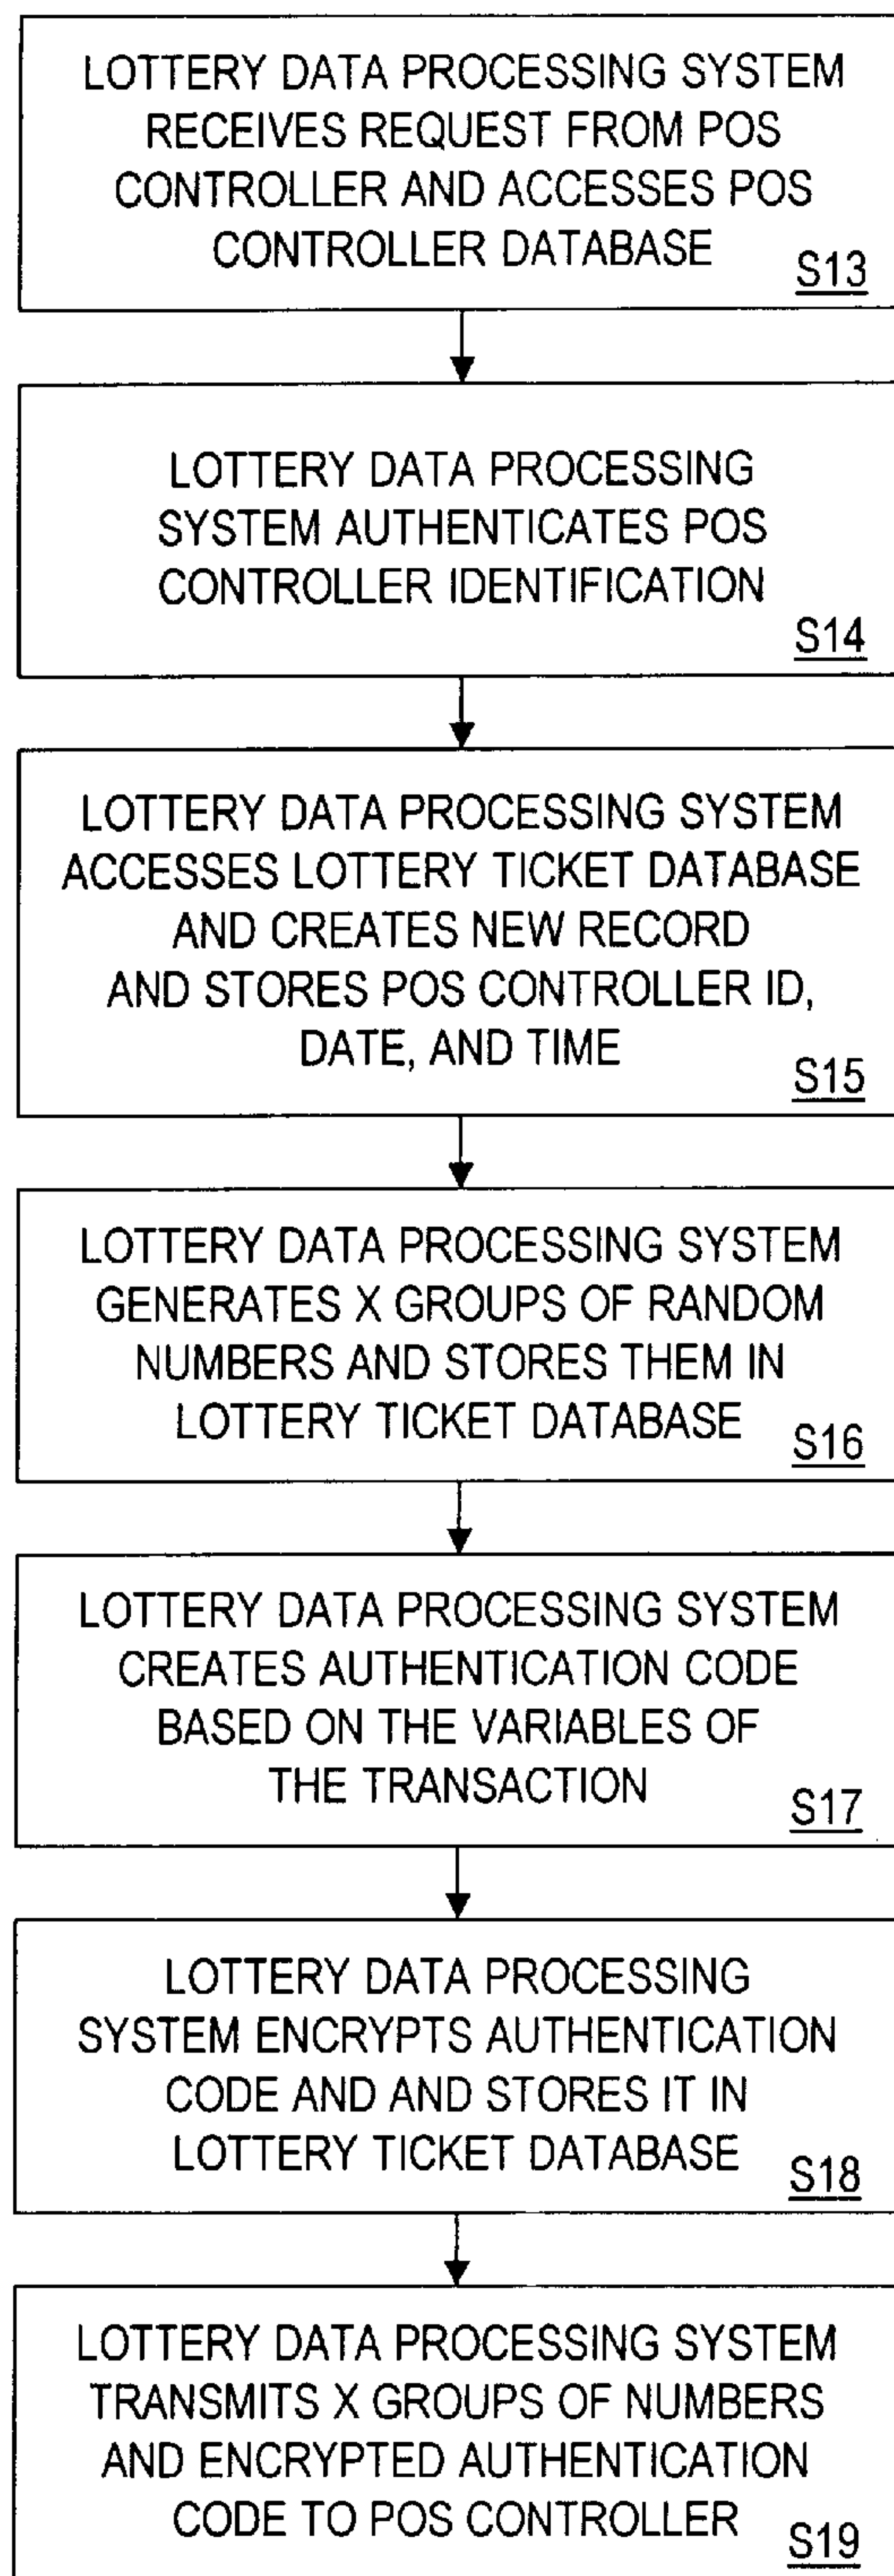 LOTTERY DATA PROCESSING SYSTEM
RECEIVES REQUEST FROM POS
CONTROLLER AND ACCESSES POS
CONTROLLER DATABASE
S13
LOTTERY DATA PROCESSING
SYSTEM AUTHENTICATES POS
CONTROLLER IDENTIFICATION
S14
LOTTERY DATA PROCESSING SYSTEM
ACCESSES LOTTERY TICKET DATABASE
AND CREATES NEW RECORD
AND STORES POS CONTROLLER ID,
DATE, AND TIME
S15
LOTTERY DATA PROCESSING SYSTEM
GENERATES X GROUPS OF RANDOM
NUMBERS AND STORES THEM IN
LOTTERY TICKET DATABASE
S16
LOTTERY DATA PROCESSING SYSTEM
CREATES AUTHENTICATION CODE
BASED ON THE VARIABLES OF
THE TRANSACTION
S17
LOTTERY DATA PROCESSING
SYSTEM ENCRYPTS AUTHENTICATION
CODE AND AND STORES IT IN
LOTTERY TICKET DATABASE
S18
LOTTERY DATA PROCESSING SYSTEM
TRANSMITS X GROUPS OF NUMBERS
AND ENCRYPTED AUTHENTICATION
CODE TO POS CONTROLLER
S19